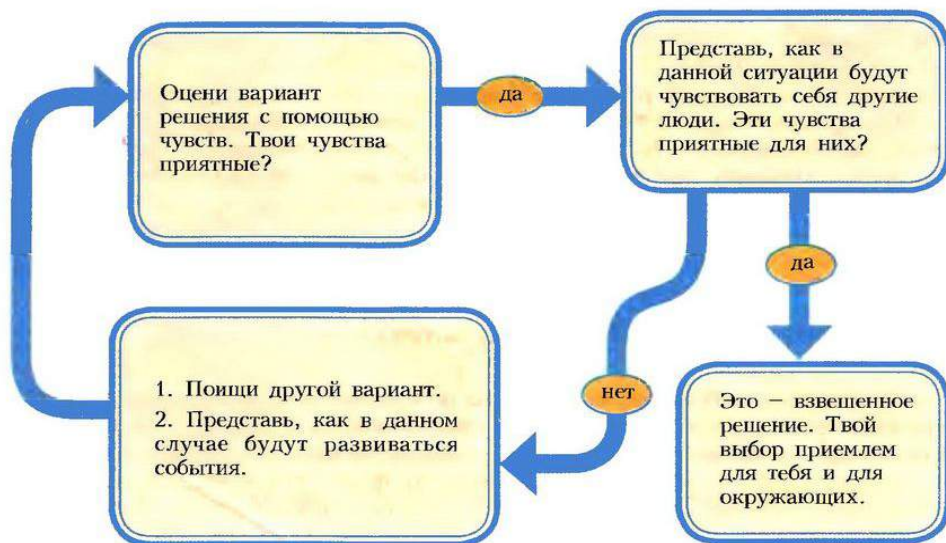 Оцени вариант
решения с помощью
чувств. Твои чувства
приятные?
да
Представь, как в
данной ситуации будут
чувствовать себя другие
люди. Эти чувства
приятные для них?
да
нет
1. Поищи другой вариант.
2. Представь, как в данном
случае будут развиваться
события.
Это – взвешенное
решение. Твой
выбор приемлем
для тебя и для
окружающих.